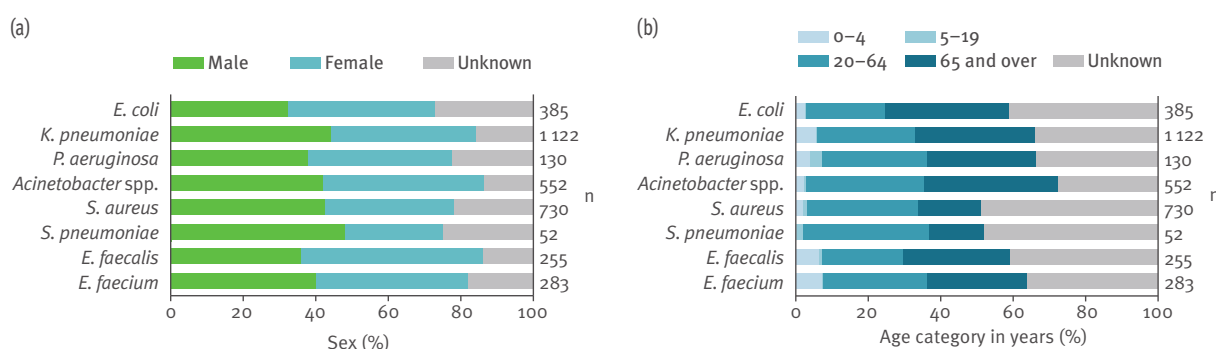 (a)
Male Female Unknown
E. coli 385
K. pneumoniae 1 122
P. aeruginosa 130
Acinetobacter spp. 552
n
S. aureus 730
S. pneumoniae 52
E. faecalis 255
E. faecium 283
0 20 40 60 80 100
Sex (%)
(b)
0–4 5–19
20–64 65 and over Unknown
E. coli 385
K. pneumoniae 1 122
P. aeruginosa 130
Acinetobacter spp. 552
n
S. aureus 730
S. pneumoniae 52
E. faecalis 255
E. faecium 283
0 20 40 60 80 100
Age category in years (%)